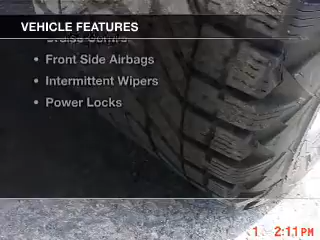 VEHICLE FEATURES
• Front Side Airbags
• Intermittent Wipers
• Power Locks
1 2:11 PM